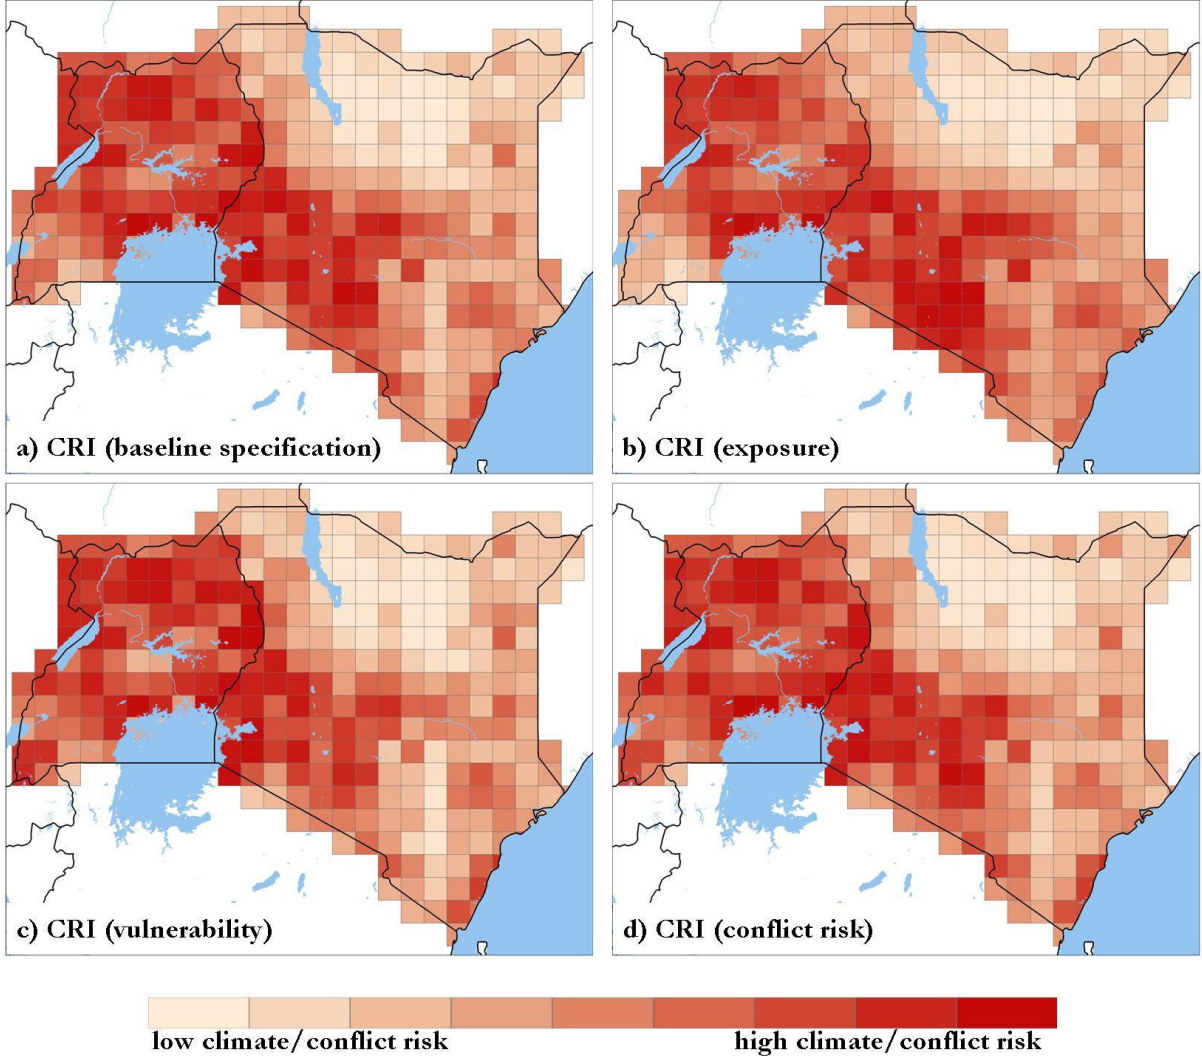 a) CRI (baseline specification)
b) CRI (exposure)
c) CRI (vulnerability)
d) CRI (conflict risk)
low climate/conflict risk
high climate/conflict risk